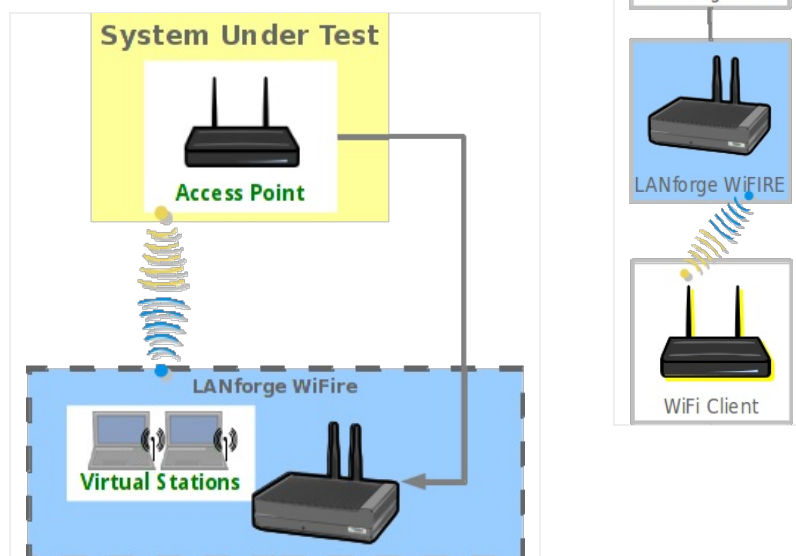 System Under Test
Access Point
LANforge WiFire
Virtual Stations
LANforge WiFIRE
WiFi Client